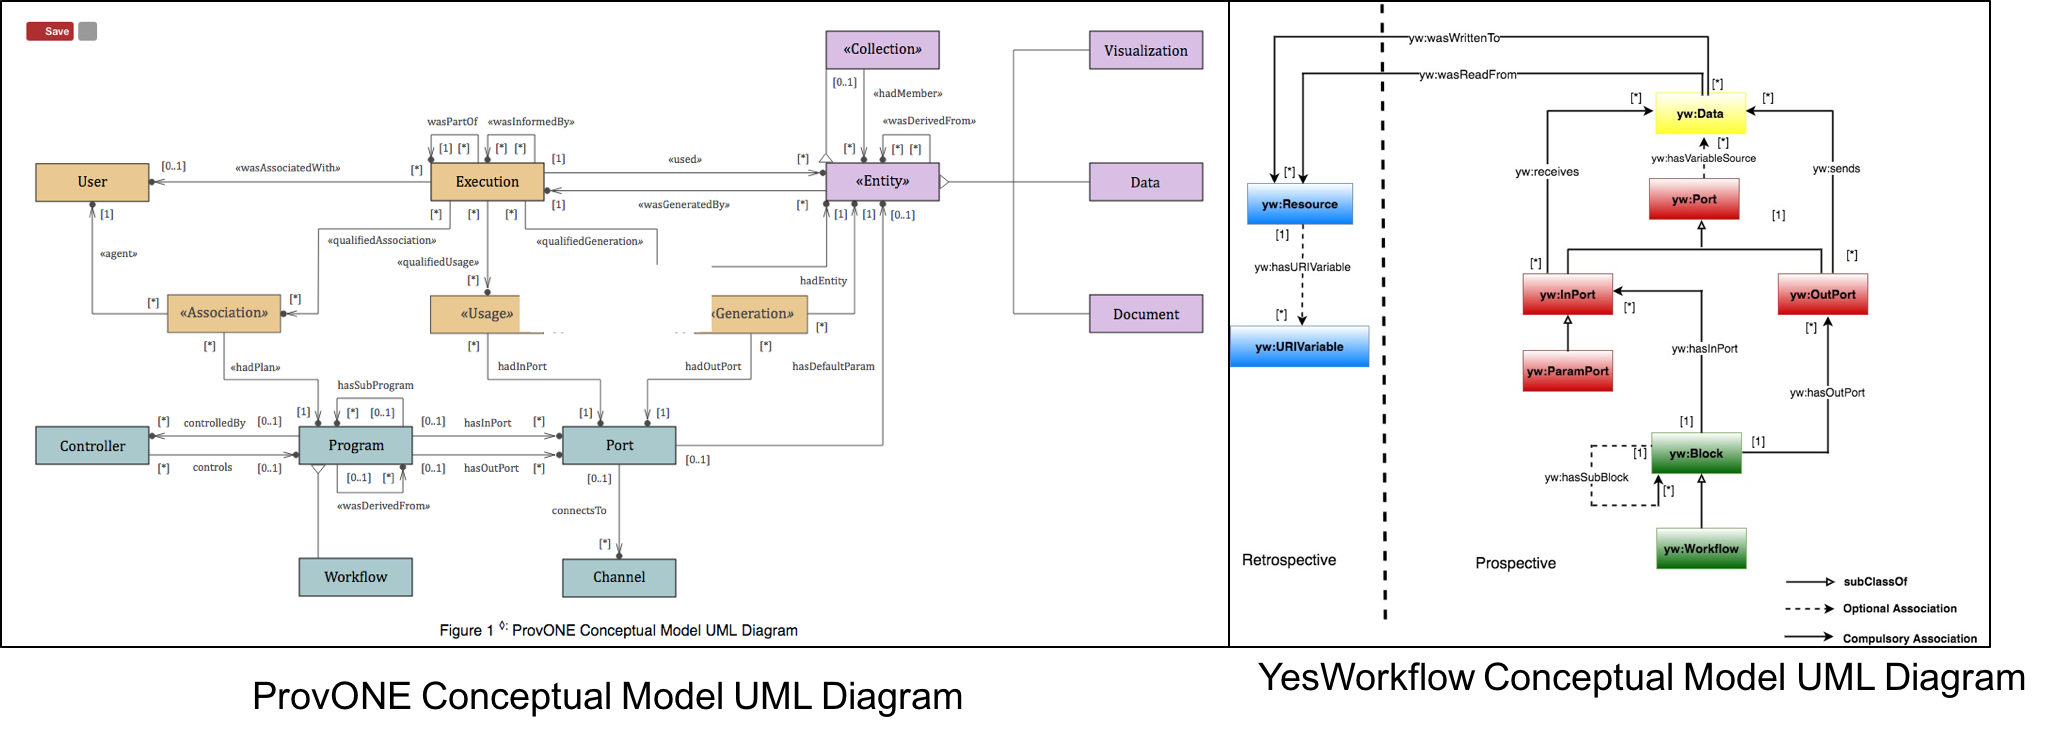 Save
«Collection»
Visualization
[0..1]
«hadMember»
wasPartOf
«wasInformedBy»
«wasDerivedFrom»
[1] [*]
[*] [*]
[*]
[*] [*]
User
[0..1]
«wasAssociatedWith»
[*]
Execution
[1]
«used»
[*]
«Entity»
Data
[1]
«wasGeneratedBy»
[*]
[1]
[1]
[0..1]
[1]
[*]
[*]
[*]
«qualifiedAssociation»
«qualifiedGeneration»
«agent»
«qualifiedUsage»
hadEntity
[*]
[*]
[*]
«Association»
«Usage»
«Generation»
[*]
Document
[*]
[*]
[*]
«hadPlan»
hadInPort
hadOutPort
hasDefaultParam
hasSubProgram
[1]
[*]
[0..1]
[1]
[1]
Controller
[*]
controlledBy
[0..1]
Program
[0..1]
hasInPort
[*]
Port
[*]
controls
[0..1]
[0..1]
hasOutPort
[*]
[0..1]
[0..1]
[*]
[0..1]
«wasDerivedFrom»
connectsTo
[*]
Workflow
Channel
Figure 1 ◊: ProvONE Conceptual Model UML Diagram
ProvONE Conceptual Model UML Diagram
yw:wasWrittenTo
yw:wasReadFrom
[*]
[*]
[*]
yw:Data
[*]
yw:hasVariableSource
yw:receives
yw:sends
[*]
yw:Resource
yw:Port
[1]
[1]
yw:hasURIVariable
[*]
[*]
yw:InPort
yw:OutPort
[*]
[*]
[*]
yw:URIVariable
yw:hasInPort
yw:ParamPort
yw:hasOutPort
[1]
[1]
yw:Block
[1]
yw:hasSubBlock
[*]
yw:Workflow
Retrospective
Prospective
subClassOf
Optional Association
Compulsory Association
YesWorkflow Conceptual Model UML Diagram